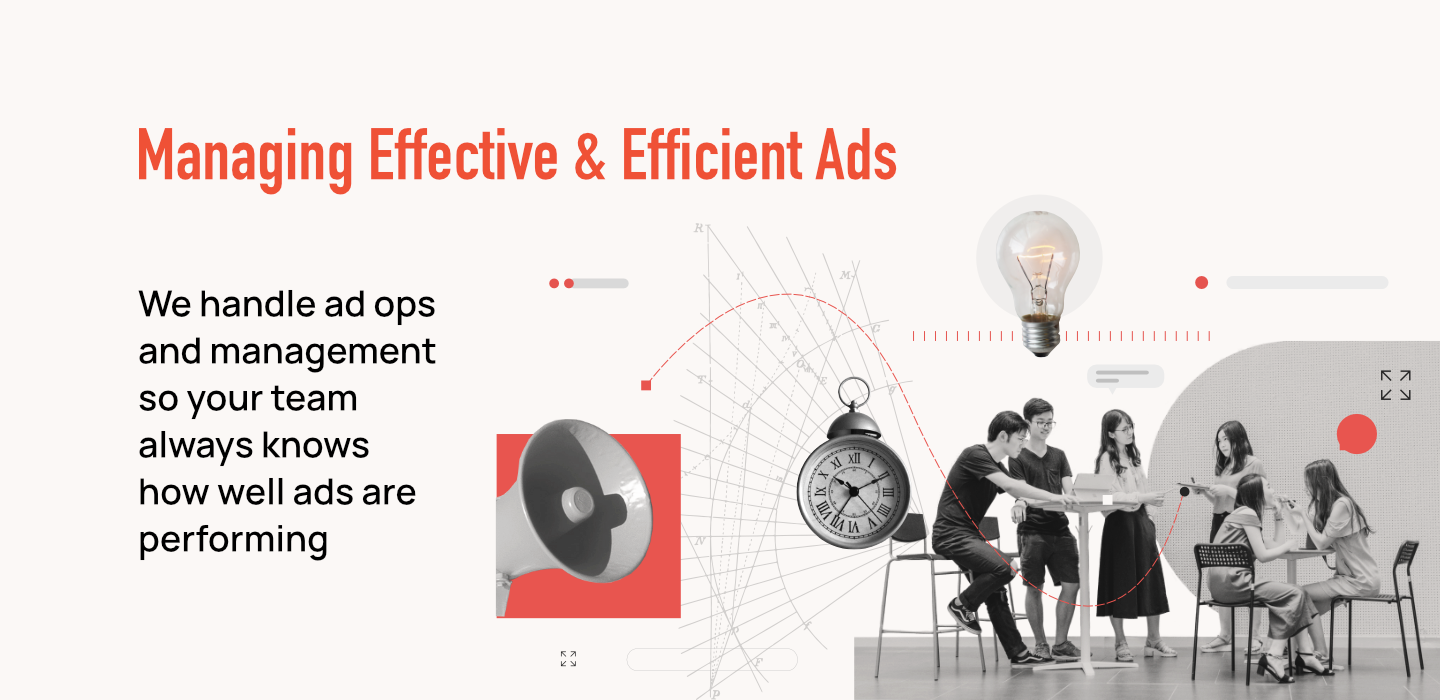 Managing Effective & Efficient Ads
We handle ad ops
and management
so your team
always knows
how well ads are
performing
R
M
G
T
E
N
F
P
XII